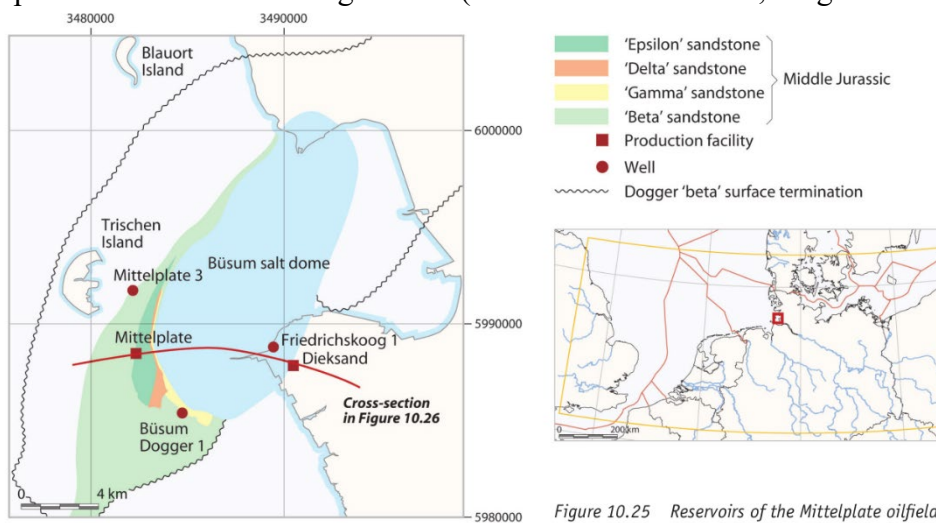 3480000
3490000
Blauort
Island
6000000
Trischen
Island
Büsum salt dome
Mittelplate 3
5990000
Mittelplate
Friedrichskoog 1
Dieksand
Cross-section
in Figure 10.26
Büsum
Dogger 1
0 4 km
5980000
'Epsilon' sandstone
'Delta' sandstone
'Gamma' sandstone
'Beta' sandstone
Middle Jurassic
Production facility
Well
Dogger 'beta' surface termination
0 200km
Figure 10.25 Reservoirs of the Mittelplate oilfield